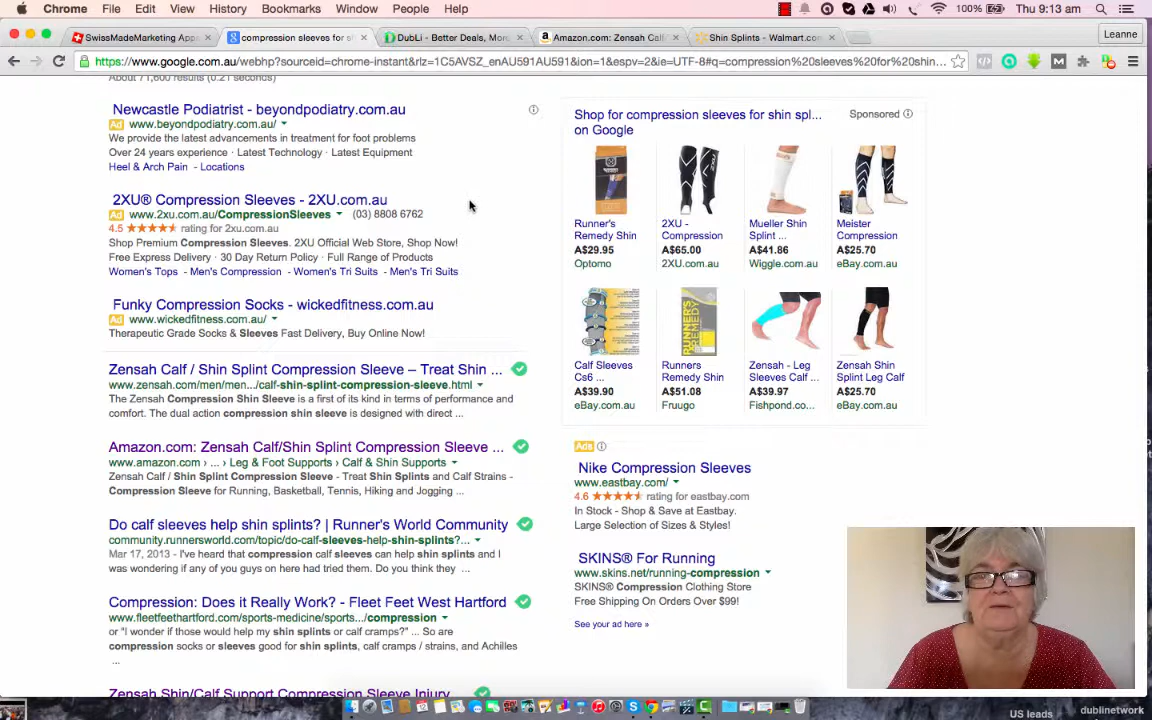 Chrome File Edit View History Bookmarks Window People Help
100% Thu 9:13 am
SwissMadeMarketing App
compression sleeves for s
DubLi - Better Deals, Mor
Amazon.com: Zensah Calf/
Shin Splints - Walmart.com
Leanne
https://www.google.com.au/webhp?sourceid=chrome-instant&rlz=1C5AVSZ_enAU591AU591&ion=1&espv=2&ie=UTF-8#q=compression%20sleeves%20for%20shin...
About 71,600 results (0.21 seconds)
Newcastle Podiatrist - beyondpodiatry.com.au
Ad www.beyondpodiatry.com.au/
We provide the latest advancements in treatment for foot problems
Over 24 years experience · Latest Technology · Latest Equipment
Heel & Arch Pain - Locations
2XU® Compression Sleeves - 2XU.com.au
Ad www.2xu.com.au/CompressionSleeves (03) 8808 6762
4.5 rating for 2xu.com.au
Shop Premium Compression Sleeves. 2XU Official Web Store, Shop Now!
Free Express Delivery · 30 Day Return Policy · Full Range of Products
Women's Tops - Men's Compression - Women's Tri Suits - Men's Tri Suits
Funky Compression Socks - wickedfitness.com.au
Ad www.wickedfitness.com.au/
Therapeutic Grade Socks & Sleeves Fast Delivery, Buy Online Now!
Zensah Calf / Shin Splint Compression Sleeve – Treat Shin ...
www.zensah.com/men/men.../calf-shin-splint-compression-sleeve.html
The Zensah Compression Shin Sleeve is a first of its kind in terms of performance and
comfort. The dual action compression shin sleeve is designed with direct ...
Amazon.com: Zensah Calf/Shin Splint Compression Sleeve ...
www.amazon.com › ... › Leg & Foot Supports › Calf & Shin Supports
Zensah Calf / Shin Splint Compression Sleeve - Treat Shin Splints and Calf Strains -
Compression Sleeve for Running, Basketball, Tennis, Hiking and Jogging ...
Do calf sleeves help shin splints? | Runner's World Community
community.runnersworld.com/topic/do-calf-sleeves-help-shin-splints?...
Mar 17, 2013 - I've heard that compression calf sleeves can help shin splints and I
was wondering if any of you guys on here had tried them. Do you think they ...
Compression: Does it Really Work? - Fleet Feet West Hartford
www.fleetfeethartford.com/sports-medicine/sports.../compression
or "I wonder if those would help my shin splints or calf cramps?" ... So are
compression socks or sleeves good for shin splints, calf cramps / strains, and Achilles
...
Zensah Shin/Calf Support Compression Sleeve Injury
Shop for compression sleeves for shin spl... Sponsored
on Google
Runner's Remedy Shin A$29.95 Optomo
2XU - Compression A$65.00 2XU.com.au
Mueller Shin Splint ... A$41.86 Wiggle.com.au
Meister Compression A$25.70 eBay.com.au
Calf Sleeves Cs6 ... A$39.90 eBay.com.au
Runners Remedy Shin A$51.08 Fruugo
Zensah - Leg Sleeves Calf ... A$39.97 Fishpond.co...
Zensah Shin Splint Leg Calf A$25.70 eBay.com.au
Ads
Nike Compression Sleeves
www.eastbay.com/
4.6 rating for eastbay.com
In Stock - Shop & Save at Eastbay.
Large Selection of Sizes & Styles!
SKINS® For Running
www.skins.net/running-compression
SKINS® Compression Clothing Store
Free Shipping On Orders Over $99!
See your ad here »
US leads
dublinetwork